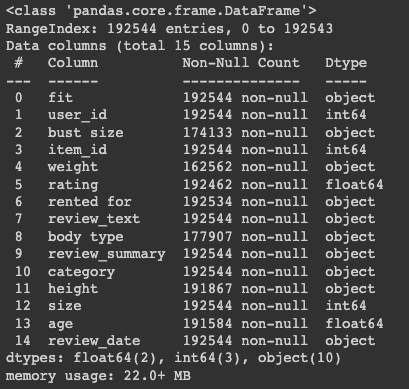 <class 'pandas.core.frame.DataFrame'>
RangeIndex: 192544 entries, 0 to 192543
Data columns (total 15 columns):
 #   Column          Non-Null Count   Dtype
---  ------          --------------   -----
 0   fit             192544 non-null  object
 1   user_id         192544 non-null  int64
 2   bust size       174133 non-null  object
 3   item_id         192544 non-null  int64
 4   weight          162562 non-null  object
 5   rating          192462 non-null  float64
 6   rented for      192534 non-null  object
 7   review_text     192544 non-null  object
 8   body type       177907 non-null  object
 9   review_summary  192544 non-null  object
 10  category        192544 non-null  object
 11  height          191867 non-null  object
 12  size            192544 non-null  int64
 13  age             191584 non-null  float64
 14  review_date     192544 non-null  object
dtypes: float64(2), int64(3), object(10)
memory usage: 22.0+ MB